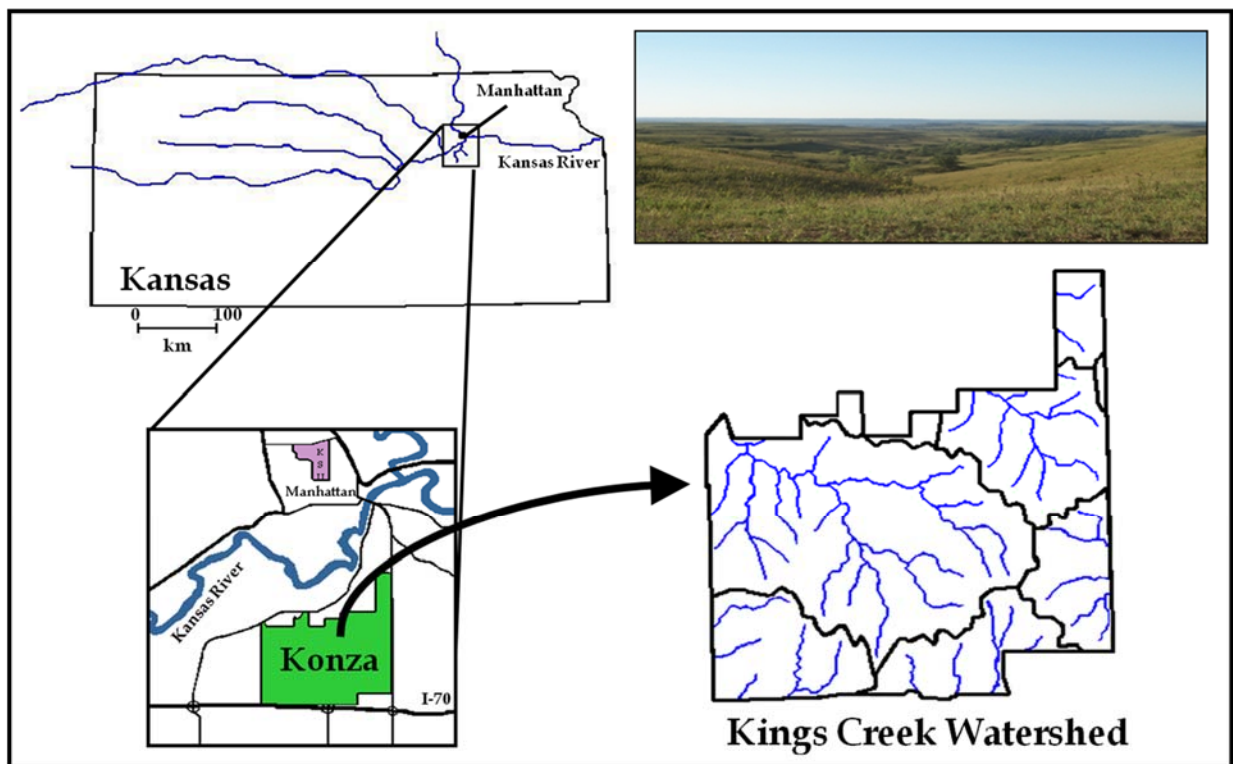 Manhattan
Kansas River
Kansas
0 100
km
K
S
U
Manhattan
Kansas River
Konza
I-70
Kings Creek Watershed